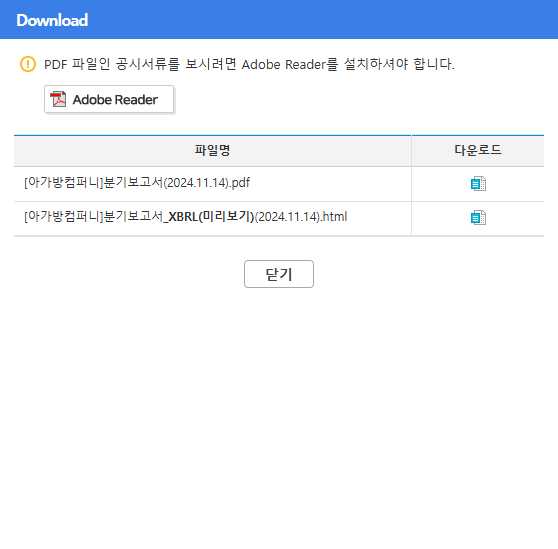 Download
PDF 파일인 공시서류를 보시려면 Adobe Reader를 설치하셔야 합니다.
Adobe Reader
파일명 다운로드
[아가방컴퍼니]분기보고서(2024.11.14).pdf
[아가방컴퍼니]분기보고서_XBRL(미리보기)(2024.11.14).html
닫기